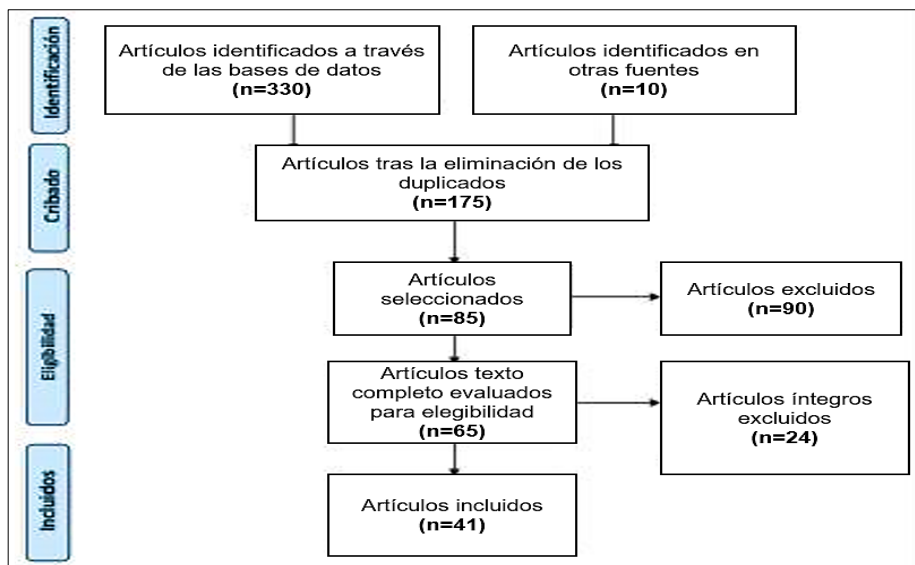 Identificación
Artículos identificados a través
de las bases de datos
(n=330)
Artículos identificados en
otras fuentes
(n=10)
Cribado
Artículos tras la eliminación de los
duplicados
(n=175)
Eligibilidad
Artículos
seleccionados
(n=85)
Artículos excluidos
(n=90)
Artículos texto
completo evaluados
para elegibilidad
(n=65)
Artículos íntegros
excluidos
(n=24)
Incluidos
Artículos incluidos
(n=41)